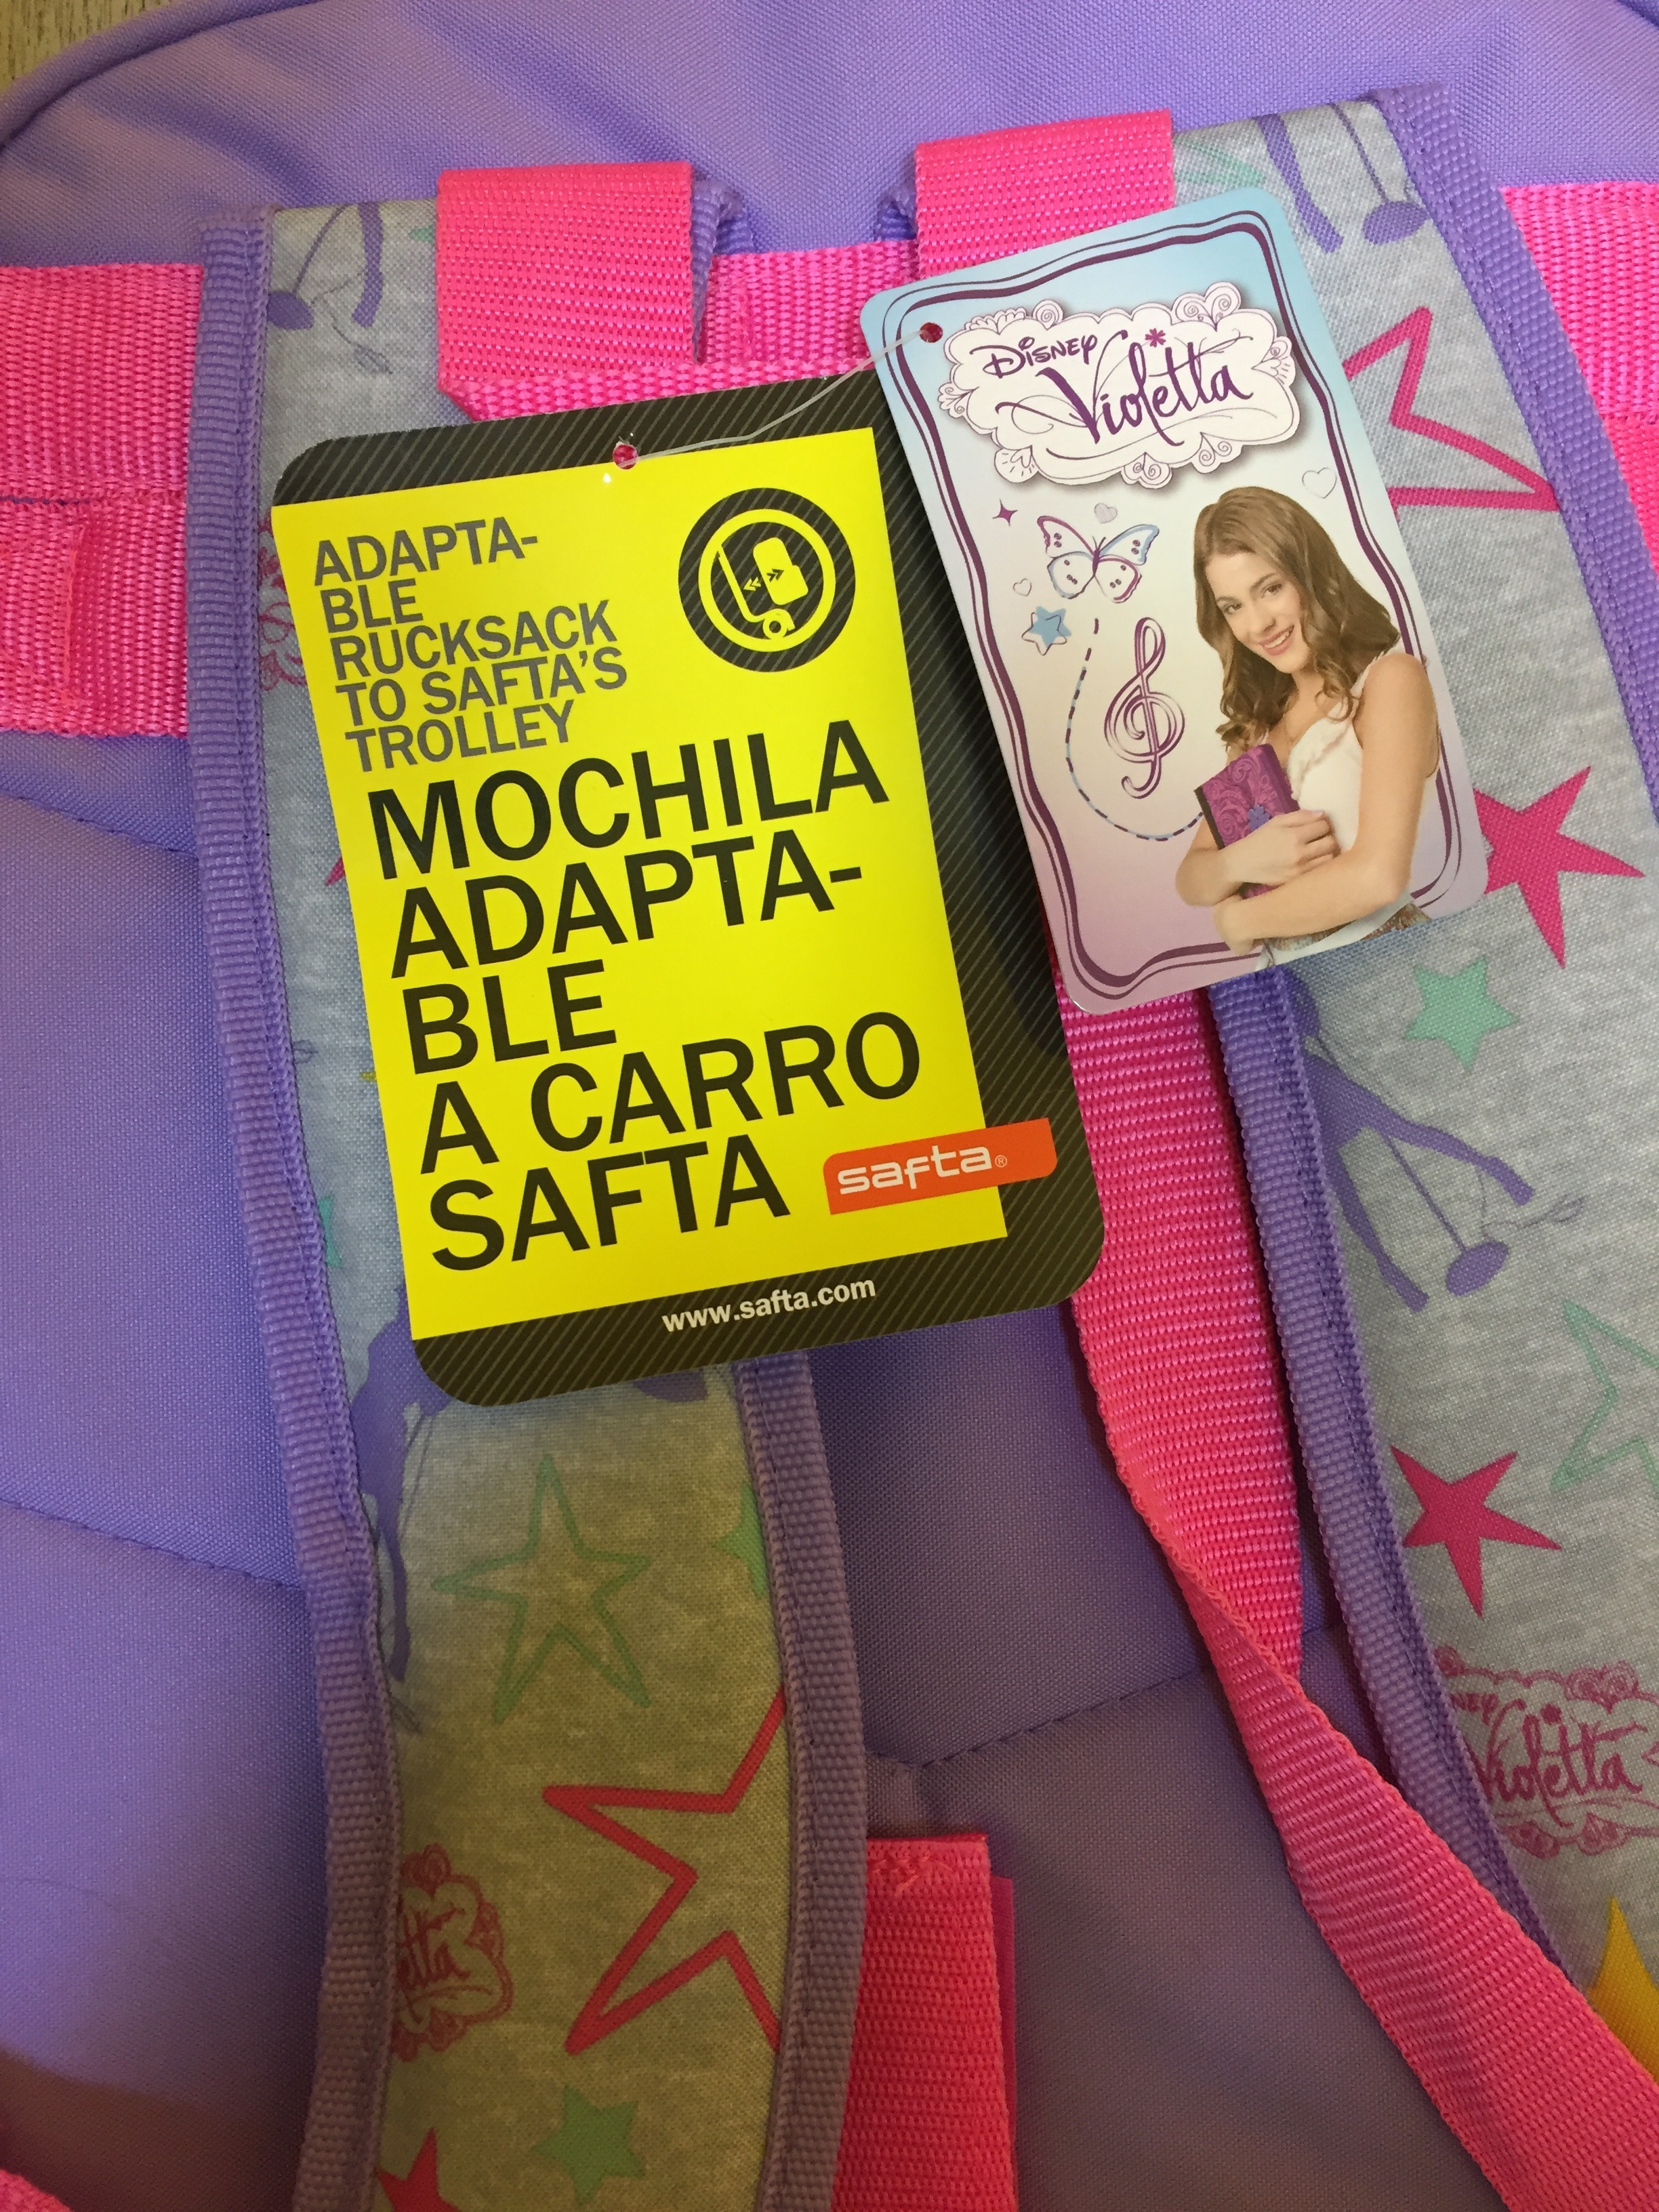 ADAPTA-
BLE
RUCKSACK
TO SAFTA'S
TROLLEY
MOCHILA
ADAPTA-
BLE
A CARRO
SAFTA
safta®
www.safta.com
DISNEY
Violetta
Violetta